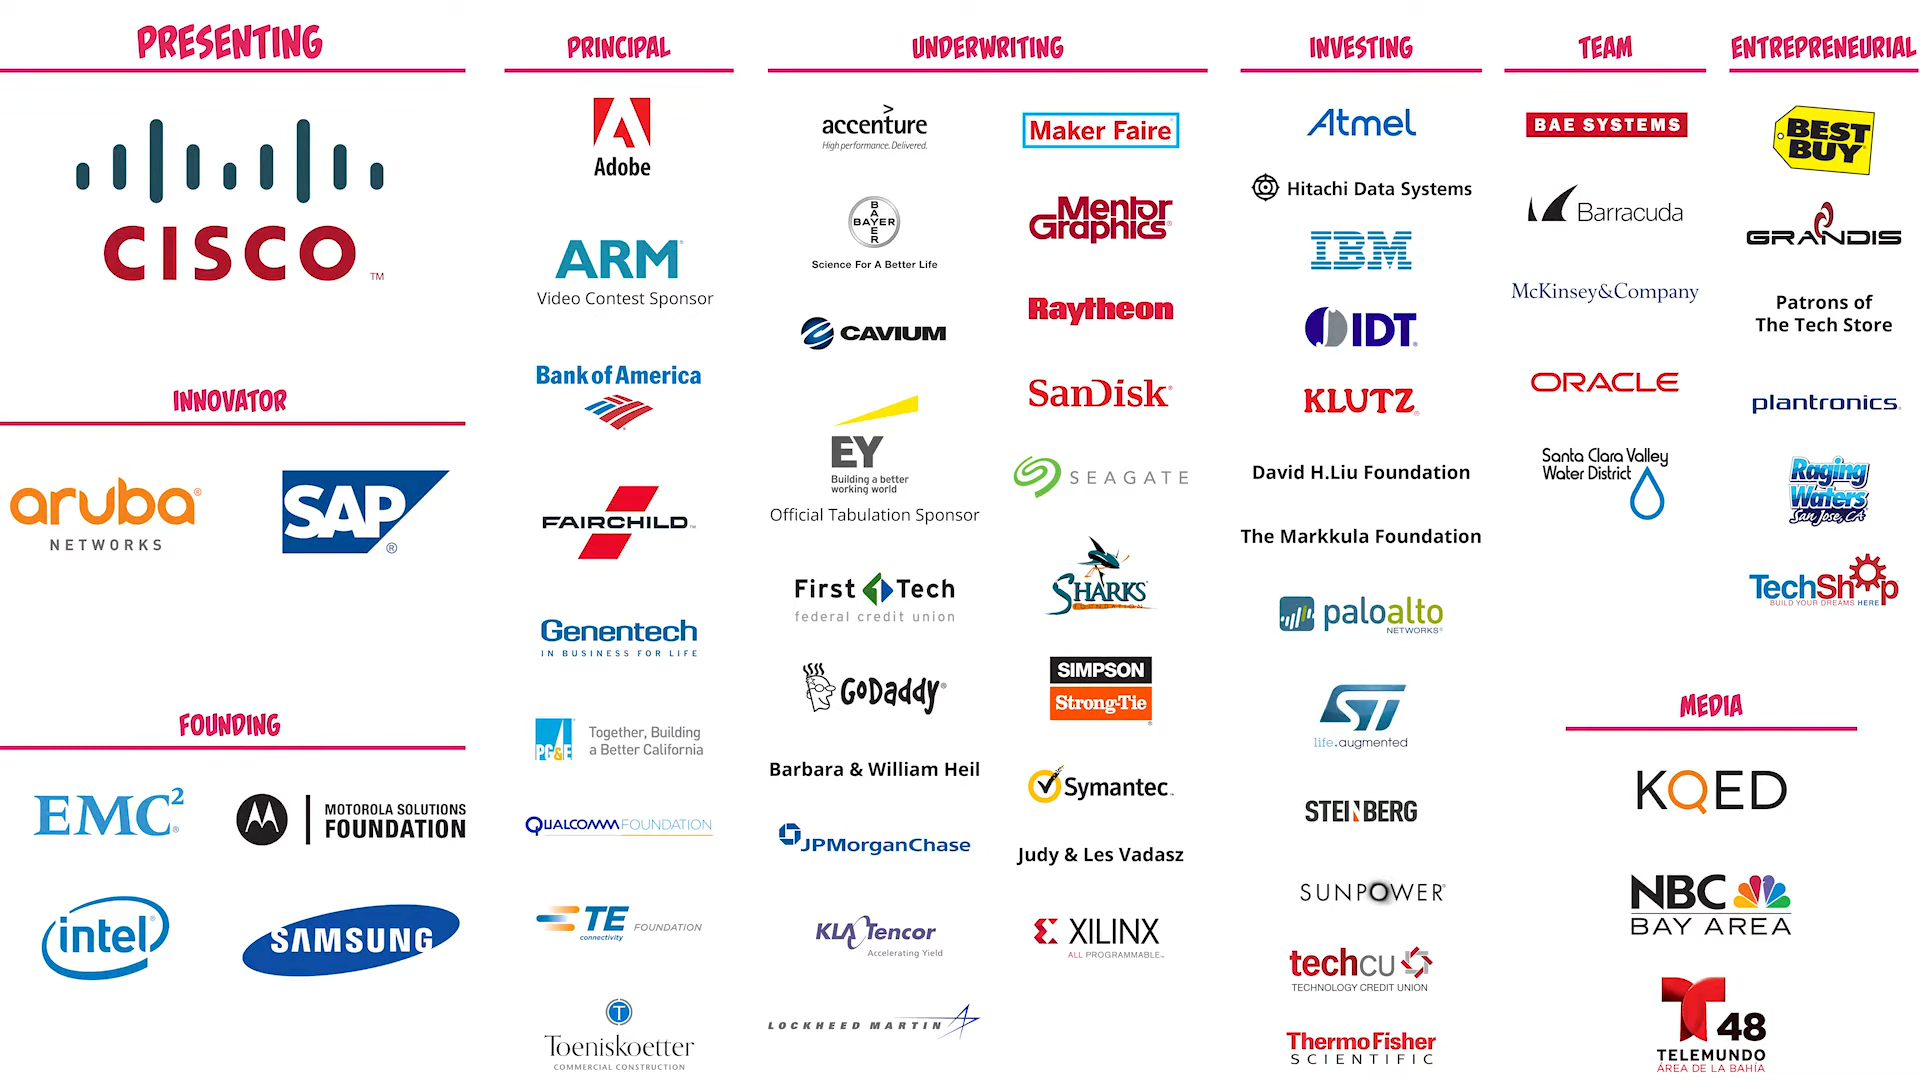 PRESENTING
CISCO
TM
INNOVATOR
aruba®
NETWORKS
SAP
®
FOUNDING
EMC²
®
MOTOROLA SOLUTIONS
FOUNDATION
intel®
SAMSUNG
PRINCIPAL
Adobe
ARM®
Video Contest Sponsor
Bank of America
FAIRCHILD™
Genentech
IN BUSINESS FOR LIFE
PG&E
Together, Building
a Better California
QUALCOMM FOUNDATION
TE
connectivity
FOUNDATION
T
Toeniskoetter
COMMERCIAL CONSTRUCTION
UNDERWRITING
accenture
High performance. Delivered.
BAYER
BAYER
Science For A Better Life
CAVIUM
EY
Building a better
working world
Official Tabulation Sponsor
First Tech
federal credit union
GoDaddy®
Barbara & William Heil
JPMorganChase
KLA Tencor
Accelerating Yield
LOCKHEED MARTIN
Maker Faire
Mentor
Graphics®
Raytheon
SanDisk®
SEAGATE
SHARKS
FOUNDATION
SIMPSON
Strong-Tie
®
Symantec™
Judy & Les Vadasz
XILINX
ALL PROGRAMMABLE™
INVESTING
Atmel
Hitachi Data Systems
IBM
IDT®
KLUTZ®
David H.Liu Foundation
The Markkula Foundation
paloalto
NETWORKS®
ST
life.augmented
STEINBERG
SUNPOWER®
techcu
TECHNOLOGY CREDIT UNION
ThermoFisher
SCIENTIFIC
TEAM
BAE SYSTEMS
Barracuda
McKinsey&Company
ORACLE
Santa Clara Valley
Water District
ENTREPRENEURIAL
BEST
BUY
GRANDIS
Patrons of
The Tech Store
plantronics®
Raging
Waters
San Jose, CA
TechShop
BUILD YOUR DREAMS HERE
MEDIA
KQED
NBC
BAY AREA
T 48
TELEMUNDO
ÁREA DE LA BAHÍA